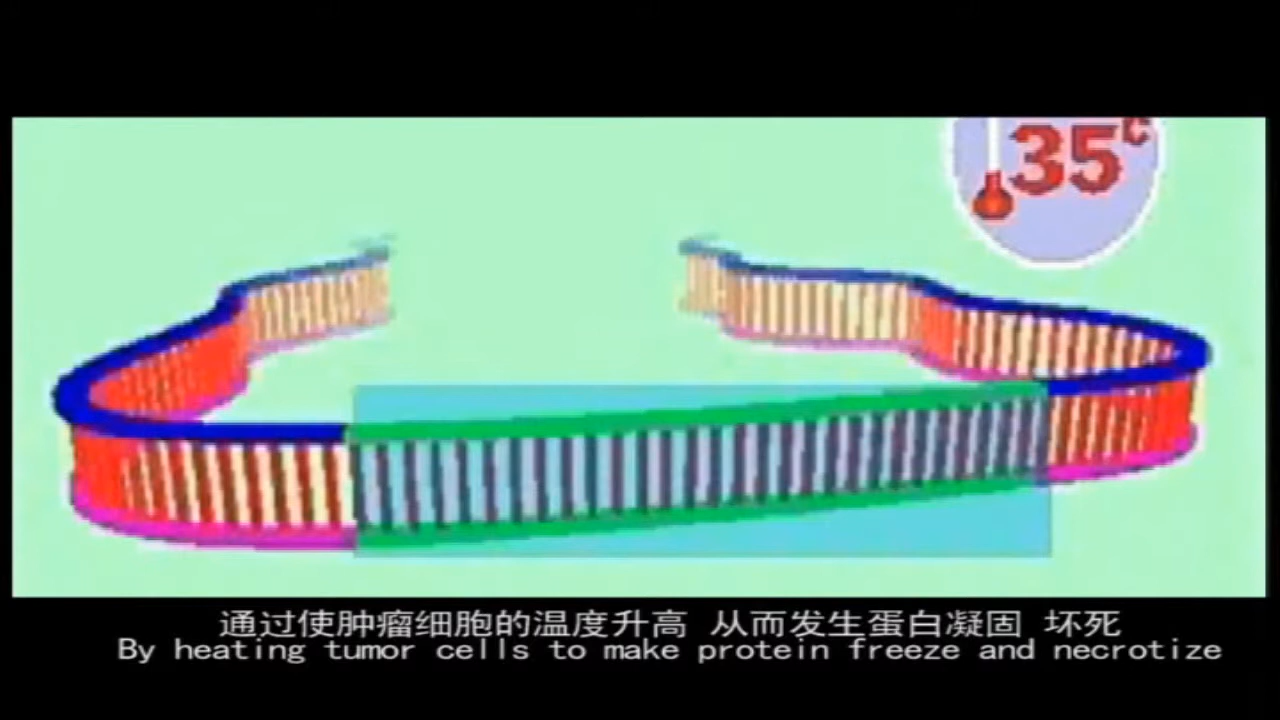 35c
通过使肿瘤细胞的温度升高 从而发生蛋白凝固 坏死
By heating tumor cells to make protein freeze and necrotize